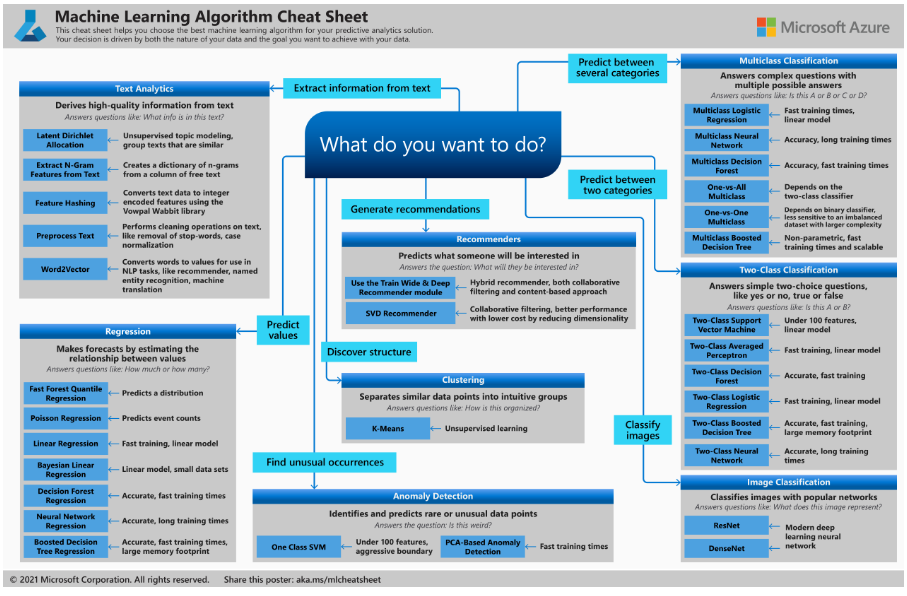 Machine Learning Algorithm Cheat Sheet
This cheat sheet helps you choose the best machine learning algorithm for your predictive analytics solution.
Your decision is driven by both the nature of your data and the goal you want to achieve with your data.
Microsoft Azure
What do you want to do?
Extract information from text
Text Analytics
Derives high-quality information from text
Answers questions like: What info is in this text?
Latent Dirichlet
Allocation
Unsupervised topic modeling,
group texts that are similar
Extract N-Gram
Features from Text
Creates a dictionary of n-grams
from a column of free text
Feature Hashing
Converts text data to integer
encoded features using the
Vowpal Wabbit library
Preprocess Text
Performs cleaning operations on text,
like removal of stop-words, case
normalization
Word2Vector
Converts words to values for use in
NLP tasks, like recommender, named
entity recognition, machine
translation
Predict
values
Regression
Makes forecasts by estimating the
relationship between values
Answers questions like: How much or how many?
Fast Forest Quantile
Regression
Predicts a distribution
Poisson Regression
Predicts event counts
Linear Regression
Fast training, linear model
Bayesian Linear
Regression
Linear model, small data sets
Decision Forest
Regression
Accurate, fast training times
Neural Network
Regression
Accurate, long training times
Boosted Decision
Tree Regression
Accurate, fast training times,
large memory footprint
Generate recommendations
Recommenders
Predicts what someone will be interested in
Answers the question: What will they be interested in?
Use the Train Wide & Deep
Recommender module
Hybrid recommender, both collaborative
filtering and content-based approach
SVD Recommender
Collaborative filtering, better performance
with lower cost by reducing dimensionality
Discover structure
Clustering
Separates similar data points into intuitive groups
Answers questions like: How is this organized?
K-Means
Unsupervised learning
Find unusual occurrences
Anomaly Detection
Identifies and predicts rare or unusual data points
Answers the question: Is this weird?
One Class SVM
Under 100 features,
aggressive boundary
PCA-Based Anomaly
Detection
Fast training times
Predict between
several categories
Multiclass Classification
Answers complex questions with
multiple possible answers
Answers questions like: Is this A or B or C or D?
Multiclass Logistic
Regression
Fast training times,
linear model
Multiclass Neural
Network
Accuracy, long training times
Multiclass Decision
Forest
Accuracy, fast training times
One-vs-All
Multiclass
Depends on the
two-class classifier
One-vs-One
Multiclass
Depends on binary classifier,
less sensitive to an imbalanced
dataset with larger complexity
Multiclass Boosted
Decision Tree
Non-parametric, fast
training times and scalable
Predict between
two categories
Two-Class Classification
Answers simple two-choice questions,
like yes or no, true or false
Answers questions like: Is this A or B?
Two-Class Support
Vector Machine
Under 100 features,
linear model
Two-Class Averaged
Perceptron
Fast training, linear model
Two-Class Decision
Forest
Accurate, fast training
Two-Class Logistic
Regression
Fast training, linear model
Two-Class Boosted
Decision Tree
Accurate, fast training,
large memory footprint
Two-Class Neural
Network
Accurate, long training
times
Classify
images
Image Classification
Classifies images with popular networks
Answers questions like: What does this image represent?
ResNet
DenseNet
Modern deep
learning neural
network
© 2021 Microsoft Corporation. All rights reserved. Share this poster: aka.ms/mlcheatsheet